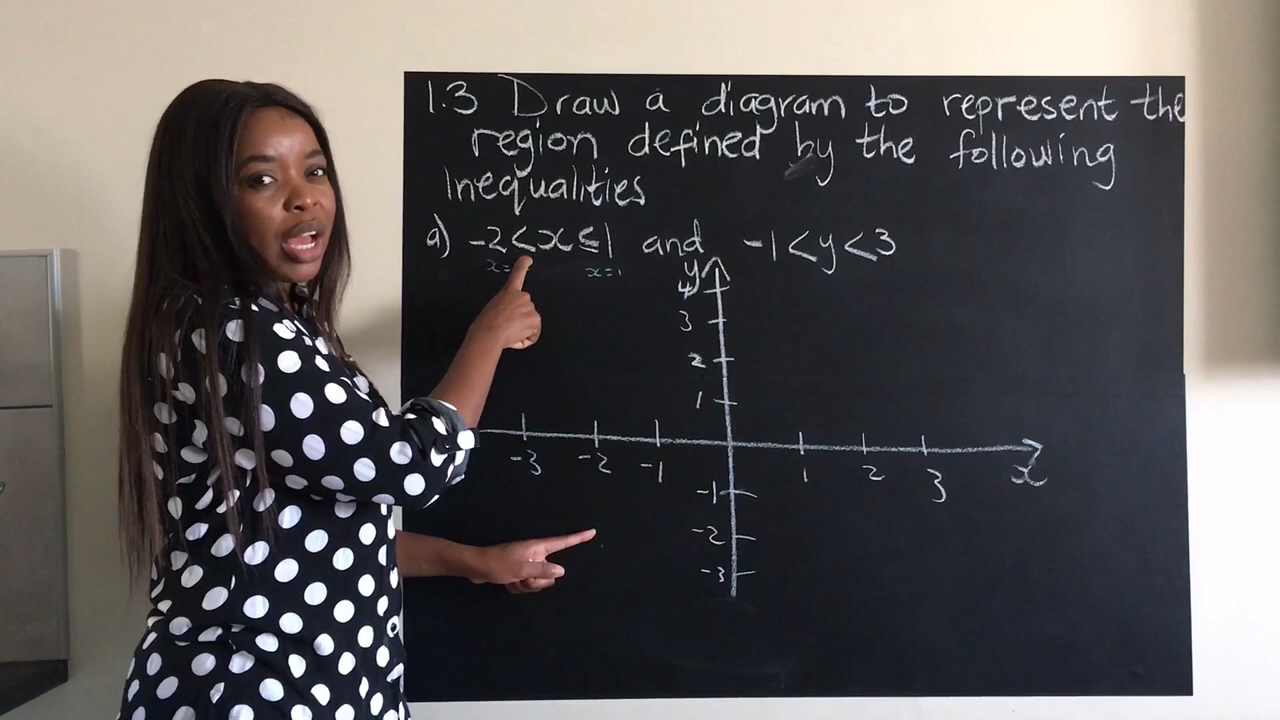 1.3 Draw a diagram to represent the
region defined by the following
Inequalities
a) -2 < x ≤ 1 and -1 < y < 3
x= x=1
y
4
3
2
1
-3 -2 -1 1 2 3 x
-1
-2
-3